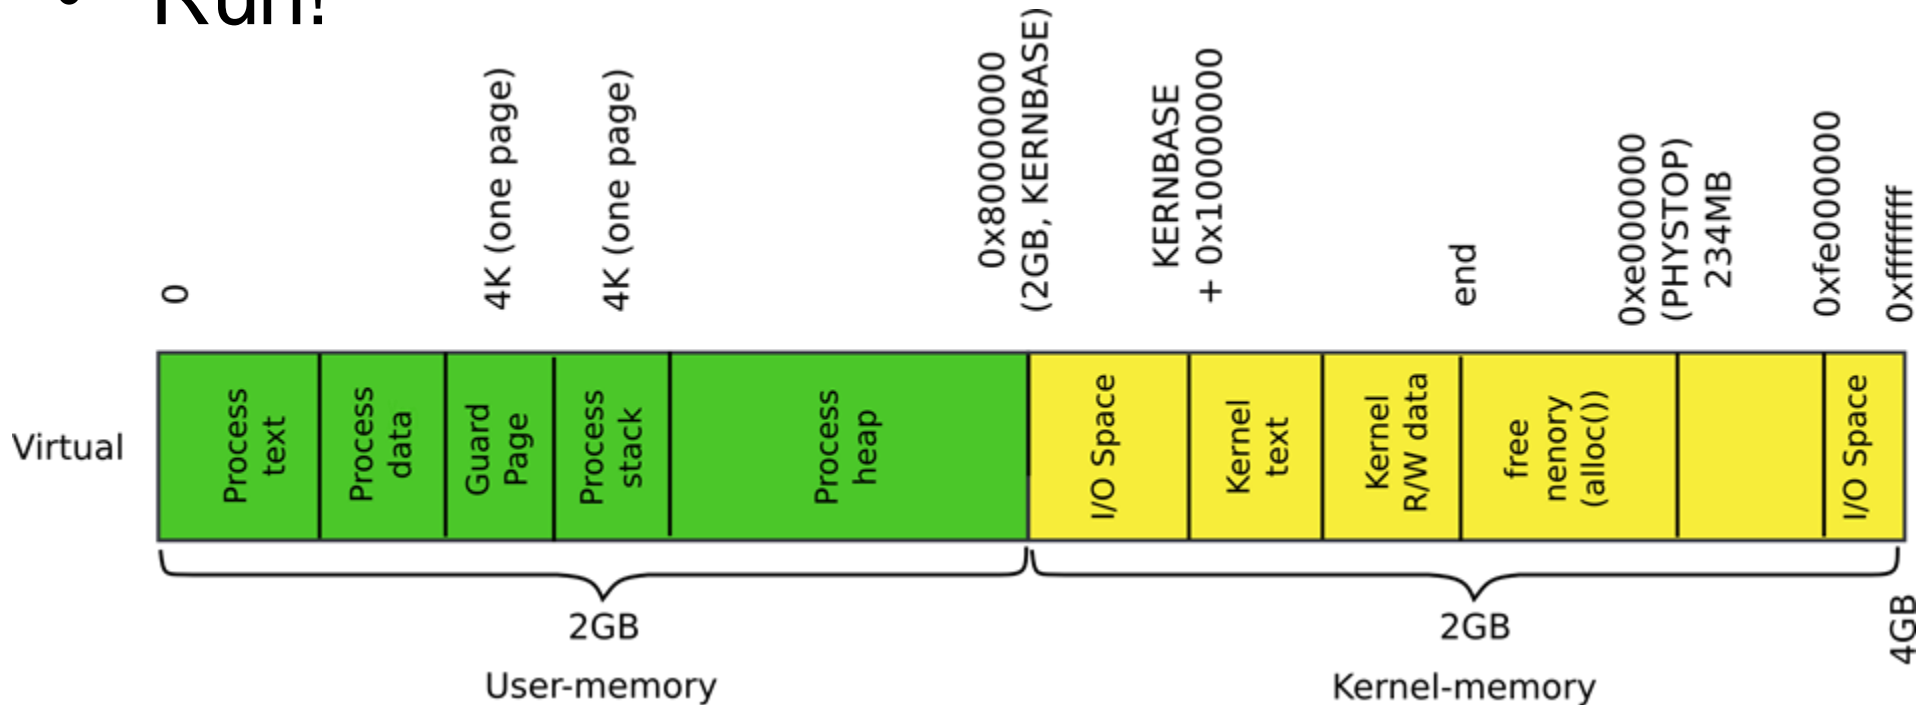 • Run!
0
4K (one page)
4K (one page)
0x80000000
(2GB, KERNBASE)
KERNBASE
+ 0x10000000
end
0xe000000
(PHYSTOP)
234MB
0xfe000000
0xffffffff
Virtual
Process
text
Process
data
Guard
Page
Process
stack
Process
heap
I/O Space
Kernel
text
Kernel
R/W data
free
nenory
(alloc())
I/O Space
2GB
2GB
4GB
User-memory
Kernel-memory